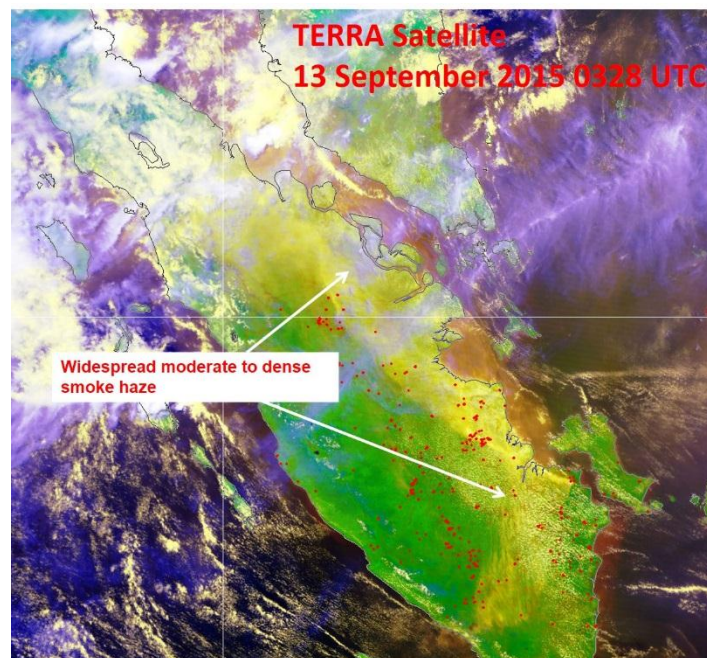 TERRA Satellite
13 September 2015 0328 UTC
Widespread moderate to dense
smoke haze